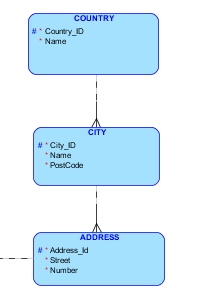 COUNTRY
# * Country_ID
* Name
CITY
# * City_ID
* Name
* PostCode
ADDRESS
# * Address_Id
* Street
* Number